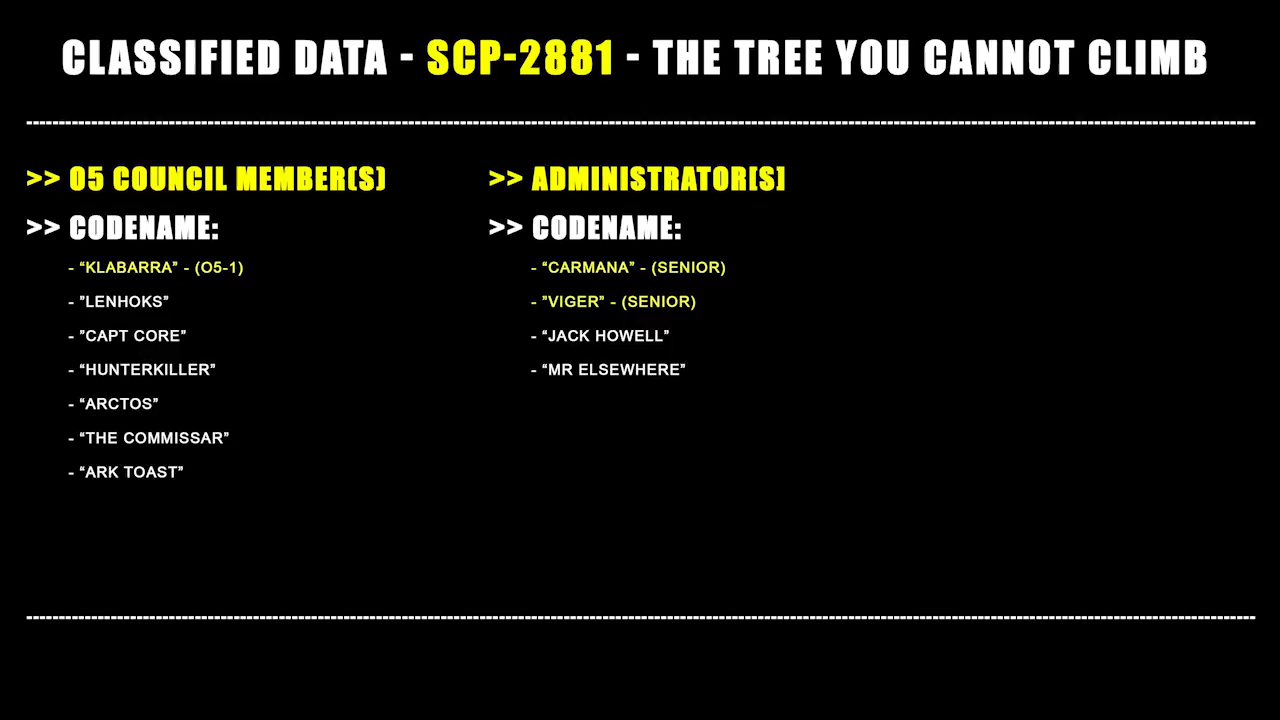 CLASSIFIED DATA - SCP-2881 - THE TREE YOU CANNOT CLIMB
>> O5 COUNCIL MEMBER(S)
>> CODENAME:
- “KLABARRA” - (O5-1)
- ”LENHOKS”
- ”CAPT CORE”
- “HUNTERKILLER”
- “ARCTOS”
- “THE COMMISSAR”
- “ARK TOAST”
>> ADMINISTRATOR[S]
>> CODENAME:
- “CARMANA” - (SENIOR)
- ”VIGER” - (SENIOR)
- “JACK HOWELL”
- “MR ELSEWHERE”